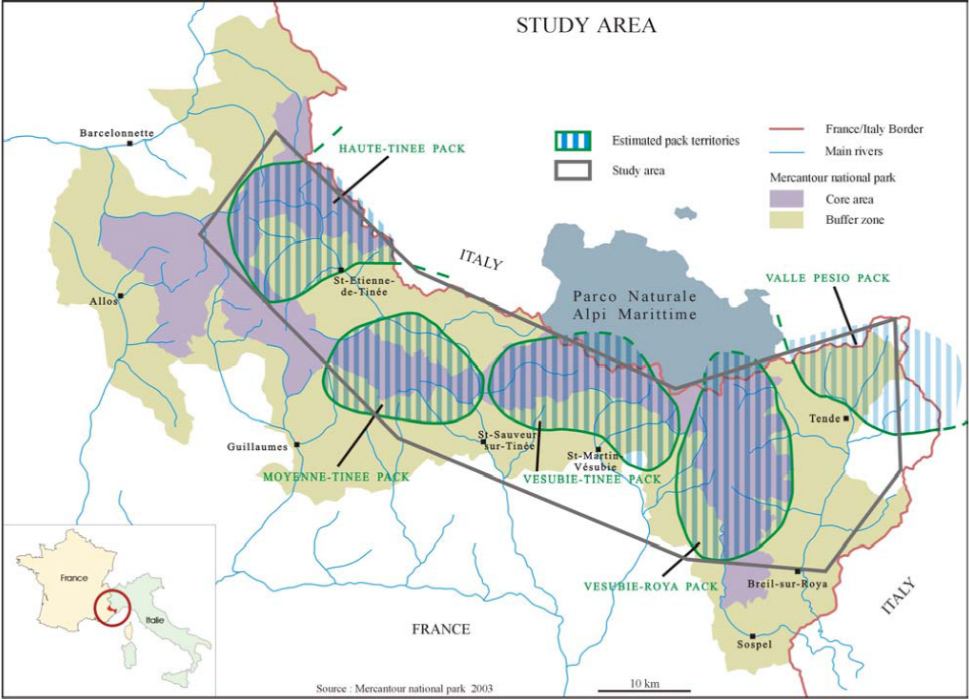 STUDY AREA
Estimated pack territories
Study area
France/Italy Border
Main rivers
Mercantour national park
Core area
Buffer zone
Barcelonnette
HAUTE-TINEE PACK
ITALY
VALLE PESIO PACK
St-Etienne-
de-Tinée
Parco Naturale
Alpi Marittime
Allos
Tende
Guillaumes
St-Sauveur
sur-Tinée
St-Martin-
Vésubie
MOYENNE-TINEE PACK
VESUBIE-TINEE PACK
VESUBIE-ROYA PACK
Breil-sur-Roya
ITALY
France
Italie
FRANCE
Sospel
Source : Mercantour national park 2003
10 km